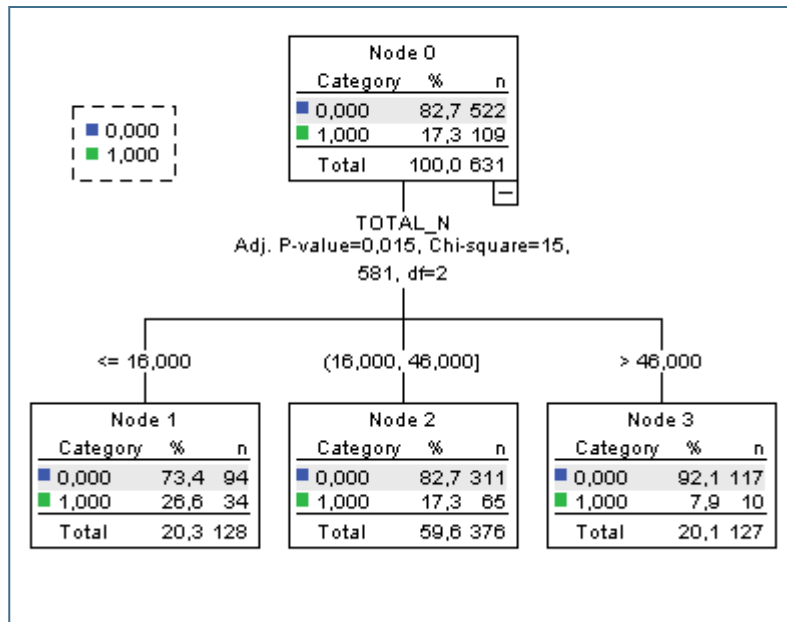 Node 0
Category % n
0,000 82,7 522
1,000 17,3 109
Total 100,0 631
0,000
1,000
TOTAL_N
Adj. P-value=0,015, Chi-square=15,
581, df=2
<= 16,000
(16,000, 46,000]
> 46,000
Node 1
Category % n
0,000 73,4 94
1,000 26,6 34
Total 20,3 128
Node 2
Category % n
0,000 82,7 311
1,000 17,3 65
Total 59,6 376
Node 3
Category % n
0,000 92,1 117
1,000 7,9 10
Total 20,1 127